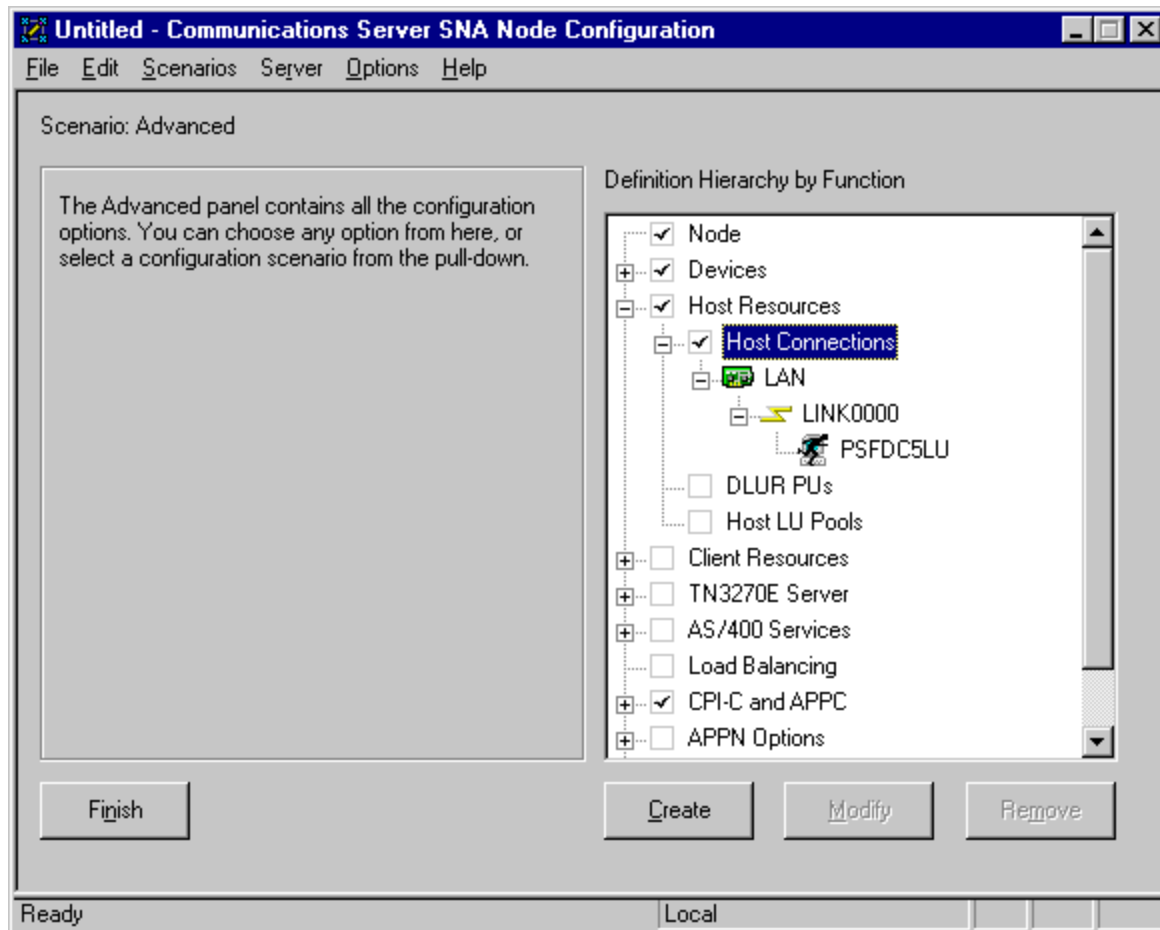 Untitled - Communications Server SNA Node Configuration
File Edit Scenarios Server Options Help
Scenario: Advanced
The Advanced panel contains all the configuration
options. You can choose any option from here, or
select a configuration scenario from the pull-down.
Definition Hierarchy by Function
Node
Devices
Host Resources
Host Connections
LAN
LINK0000
PSFDC5LU
DLUR PUs
Host LU Pools
Client Resources
TN3270E Server
AS/400 Services
Load Balancing
CPI-C and APPC
APPN Options
Finish
Create
Modify
Remove
Ready
Local